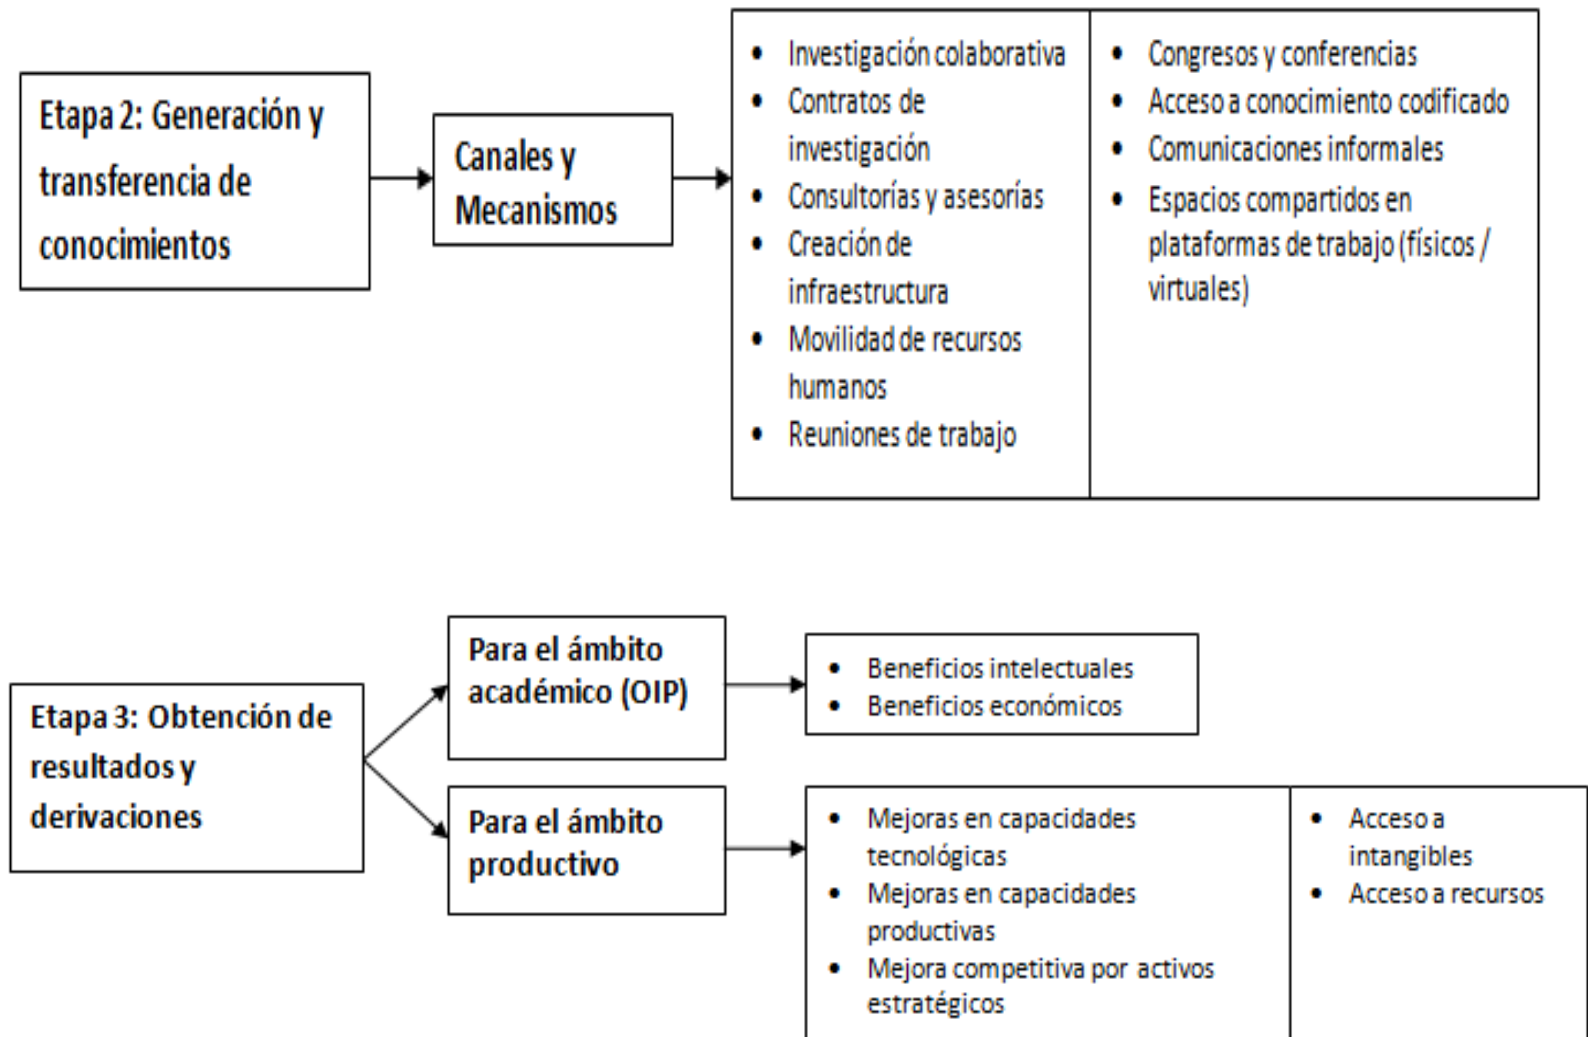 Etapa 2: Generación y
transferencia de
conocimientos
Canales y
Mecanismos
• Investigación colaborativa
• Contratos de
investigación
• Consultorías y asesorías
• Creación de
infraestructura
• Movilidad de recursos
humanos
• Reuniones de trabajo
• Congresos y conferencias
• Acceso a conocimiento codificado
• Comunicaciones informales
• Espacios compartidos en
plataformas de trabajo (físicos /
virtuales)
Etapa 3: Obtención de
resultados y
derivaciones
Para el ámbito
académico (OIP)
• Beneficios intelectuales
• Beneficios económicos
Para el ámbito
productivo
• Mejoras en capacidades
tecnológicas
• Mejoras en capacidades
productivas
• Mejora competitiva por activos
estratégicos
• Acceso a
intangibles
• Acceso a recursos